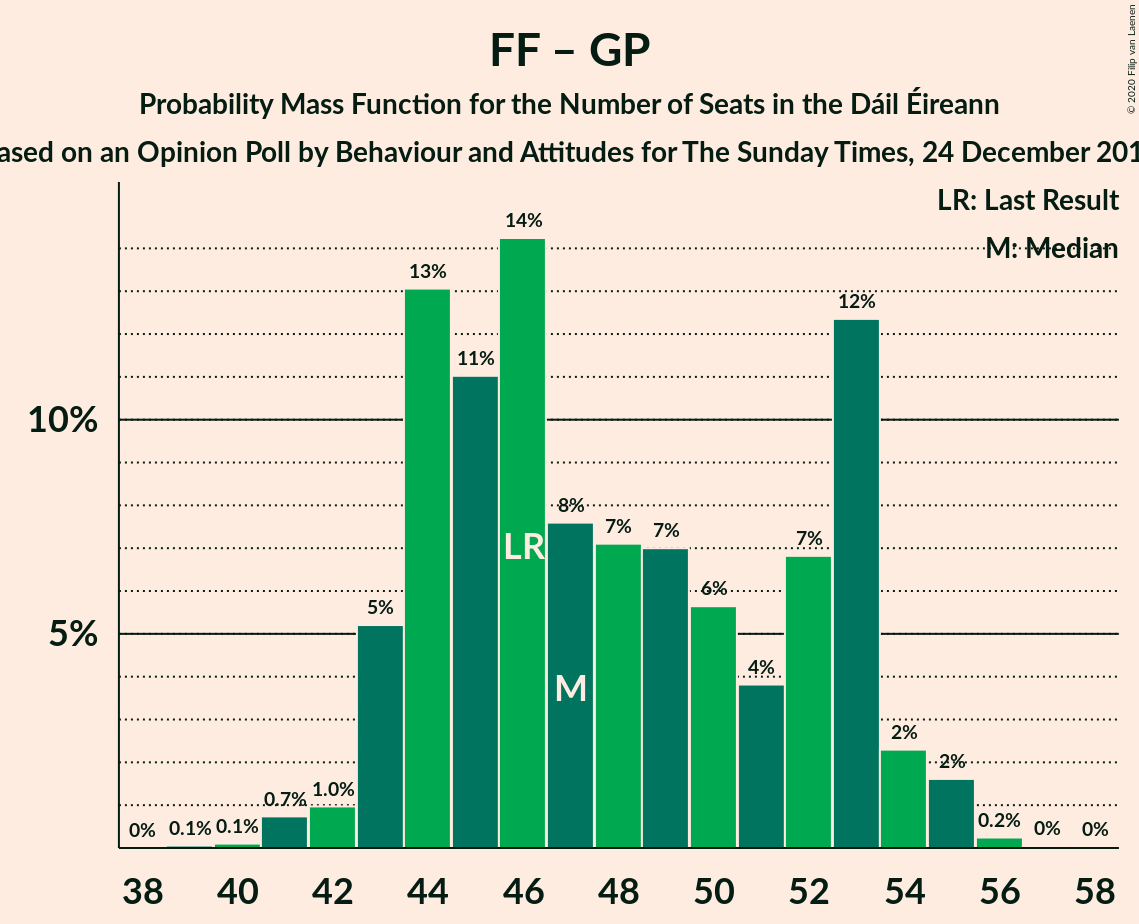 FF – GP
Probability Mass Function for the Number of Seats in the Dáil Éireann
ased on an Opinion Poll by Behaviour and Attitudes for The Sunday Times, 24 December 201
© 2020 Filip van Laenen
LR: Last Result
M: Median
14%
13%
12%
11%
10%
8%
7%
7%
7%
6%
5%
5%
4%
2%
2%
1.0%
0.7%
0.2%
0.1%
0.1%
0%
0%
0%
LR
M
38 40 42 44 46 48 50 52 54 56 58